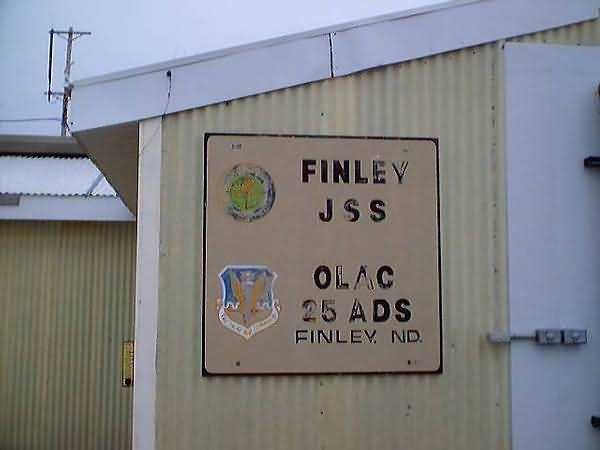 FINLEY
JSS
OLAC
25 ADS
FINLEY. ND.